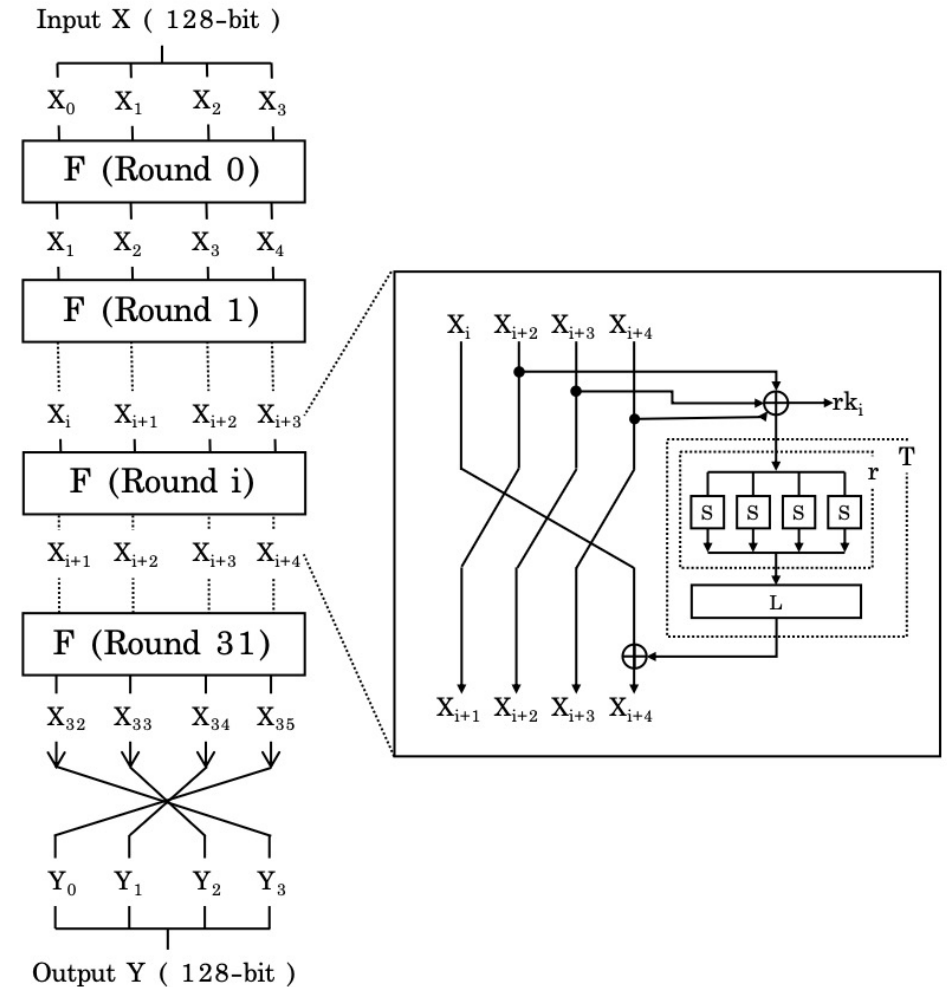 Input X ( 128-bit )
X₀ X₁ X₂ X₃
F (Round 0)
X₁ X₂ X₃ X₄
F (Round 1)
Xᵢ Xᵢ₊₁ Xᵢ₊₂ Xᵢ₊₃
F (Round i)
Xᵢ₊₁ Xᵢ₊₂ Xᵢ₊₃ Xᵢ₊₄
F (Round 31)
X₃₂ X₃₃ X₃₄ X₃₅
Y₀ Y₁ Y₂ Y₃
Output Y ( 128-bit )
Xᵢ Xᵢ₊₂ Xᵢ₊₃ Xᵢ₊₄
rkᵢ
T
r
S S S S
L
Xᵢ₊₁ Xᵢ₊₂ Xᵢ₊₃ Xᵢ₊₄